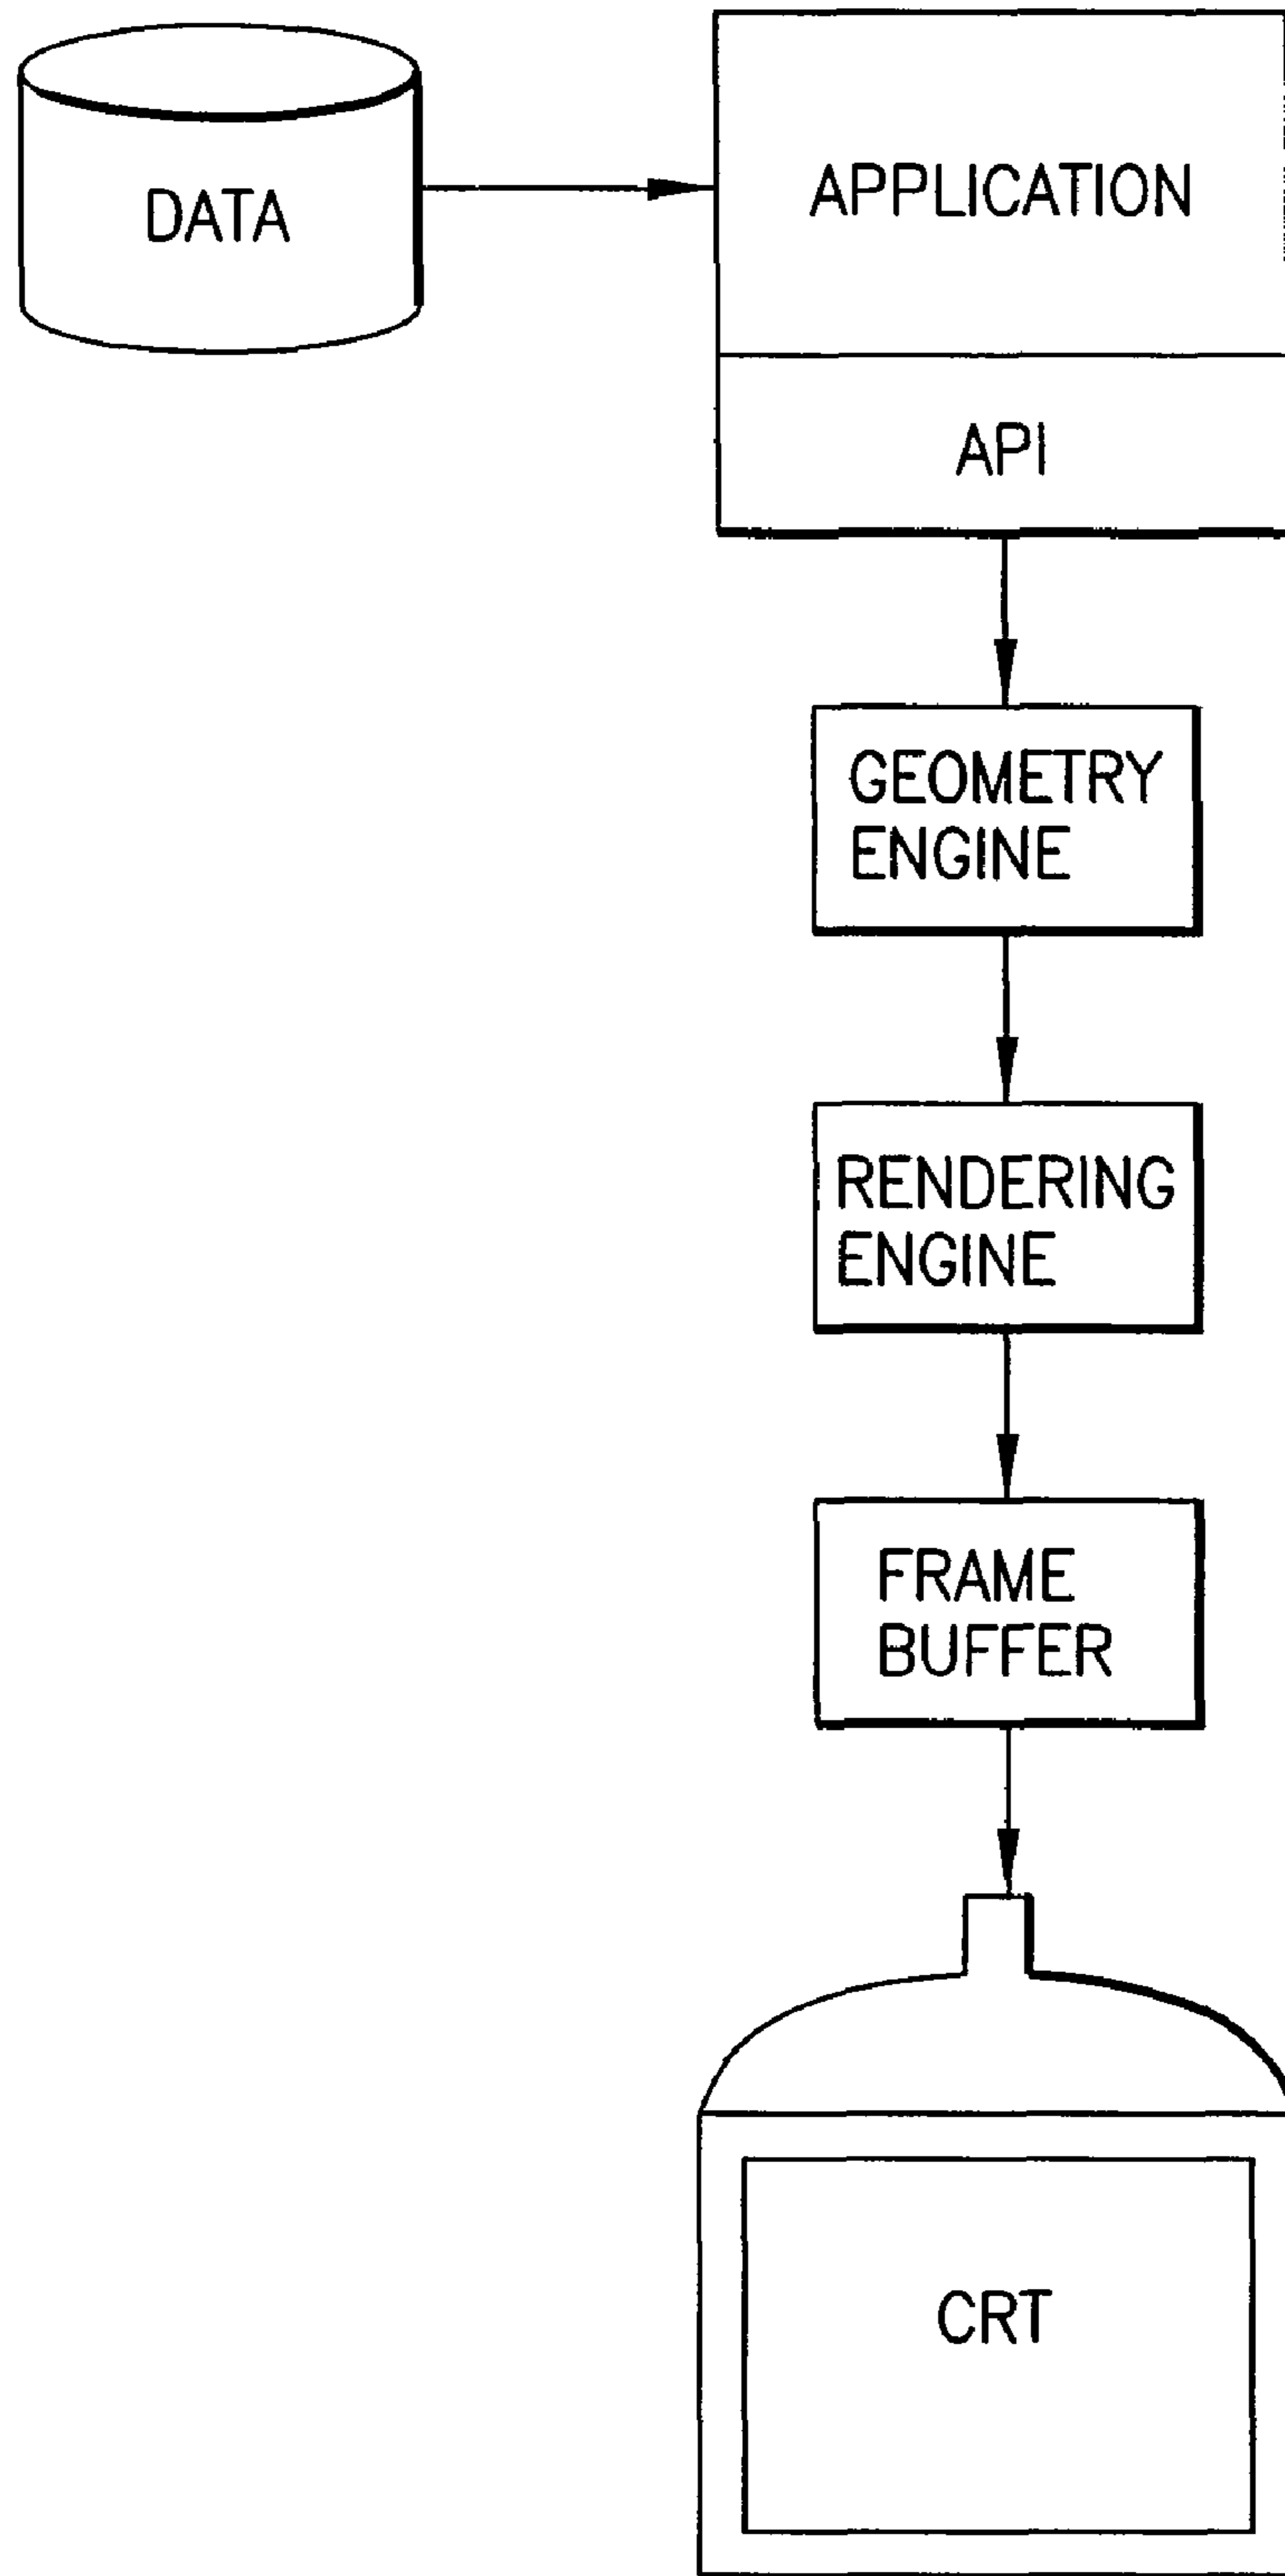 DATA
APPLICATION
API
GEOMETRY
ENGINE
RENDERING
ENGINE
FRAME
BUFFER
CRT